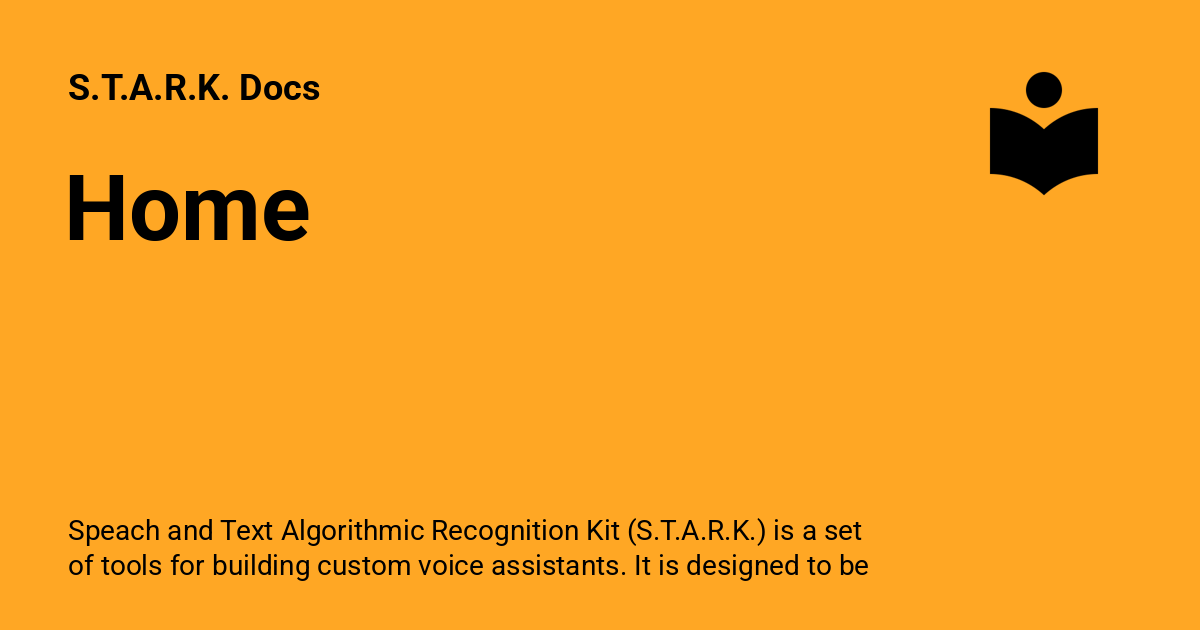 S.T.A.R.K. Docs
Home
Speach and Text Algorithmic Recognition Kit (S.T.A.R.K.) is a set
of tools for building custom voice assistants. It is designed to be